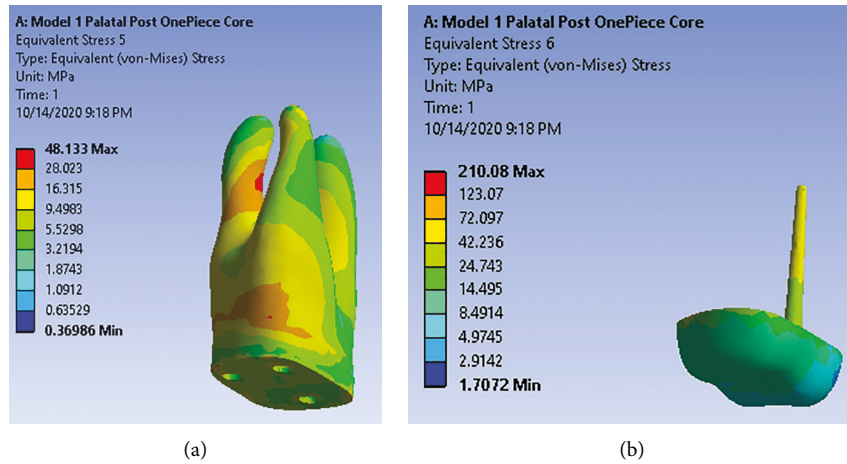 A: Model 1 Palatal Post OnePiece Core
Equivalent Stress 5
Type: Equivalent (von-Mises) Stress
Unit: MPa
Time: 1
10/14/2020 9:18 PM
48.133 Max
28.023
16.315
9.4983
5.5298
3.2194
1.8743
1.0912
0.63529
0.36986 Min
(a)
A: Model 1 Palatal Post OnePiece Core
Equivalent Stress 6
Type: Equivalent (von-Mises) Stress
Unit: MPa
Time: 1
10/14/2020 9:18 PM
210.08 Max
123.07
72.097
42.236
24.743
14.495
8.4914
4.9745
2.9142
1.7072 Min
(b)